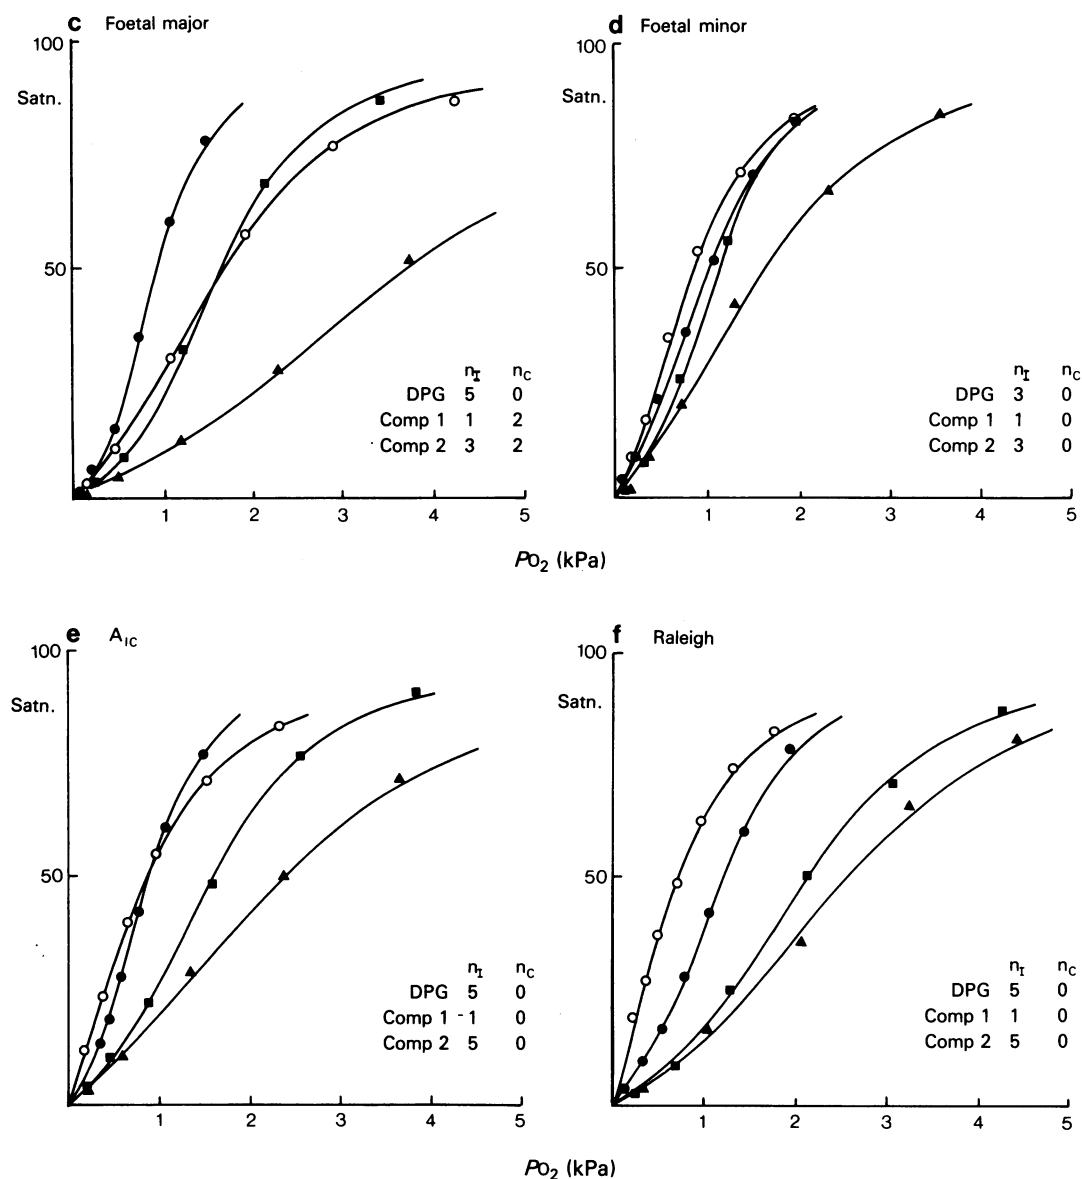 c Foetal major
100
Satn.
50
n_I n_C
DPG 5 0
Comp 1 1 2
Comp 2 3 2
1 2 3 4 5
d Foetal minor
100
Satn.
50
n_I n_C
DPG 3 0
Comp 1 1 0
Comp 2 3 0
1 2 3 4 5
PO2 (kPa)
e A_IC
100
Satn.
50
n_I n_C
DPG 5 0
Comp 1 1 0
Comp 2 5 0
1 2 3 4 5
f Raleigh
100
Satn.
50
n_I n_C
DPG 5 0
Comp 1 1 0
Comp 2 5 0
1 2 3 4 5
PO2 (kPa)